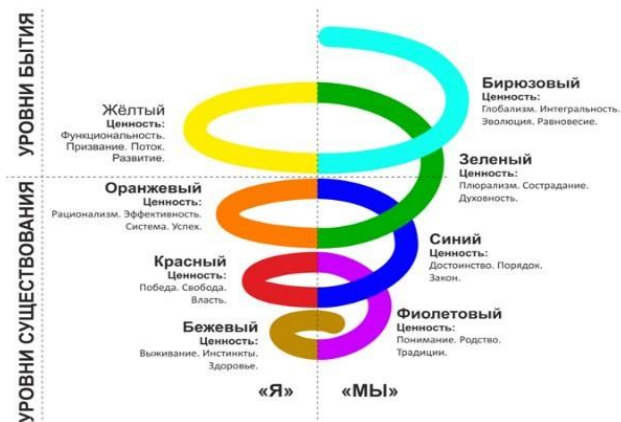 УРОВНИ БЫТИЯ
Жёлтый
Ценность:
Функциональность.
Призвание. Поток.
Развитие.
Бирюзовый
Ценность:
Глобализм. Интегральность.
Эволюция. Равновесие.
Зеленый
Ценность:
Плюрализм. Сострадание.
Духовность.
УРОВНИ СУЩЕСТВОВАНИЯ
Оранжевый
Ценность:
Рационализм. Эффективность.
Система. Успех.
Синий
Ценность:
Достоинство. Порядок.
Закон.
Красный
Ценность:
Победа. Свобода.
Власть.
Фиолетовый
Ценность:
Понимание. Родство.
Традиции.
Бежевый
Ценность:
Выживание. Инстинкты.
Здоровье.
«Я»
«МЫ»